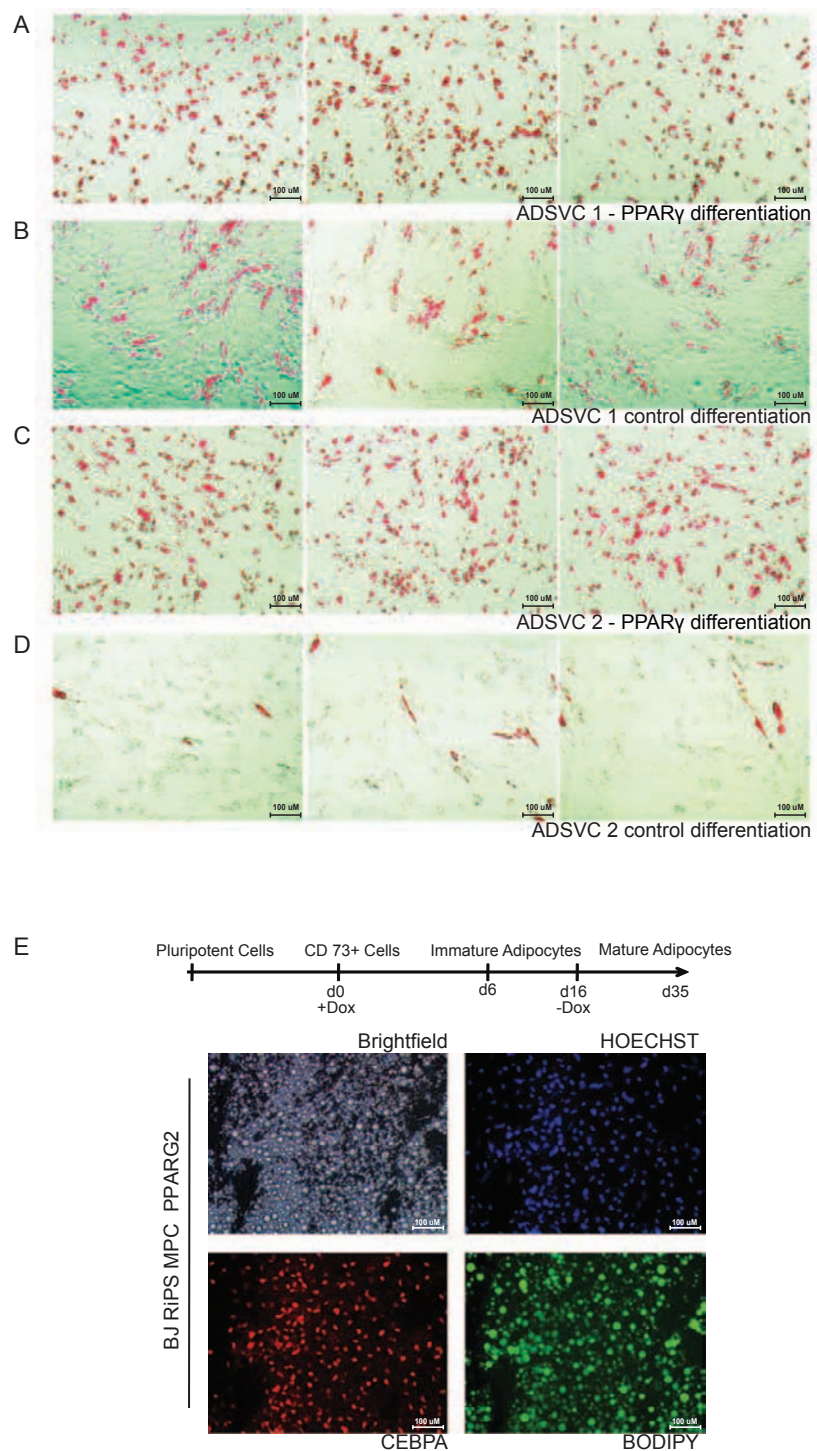 A
100 uM 100 uM 100 uM
ADSVC 1 - PPARγ differentiation
B
100 uM 100 uM 100 uM
ADSVC 1 control differentiation
C
100 uM 100 uM 100 uM
ADSVC 2 - PPARγ differentiation
D
100 uM 100 uM 100 uM
ADSVC 2 control differentiation
E
Pluripotent Cells CD 73+ Cells Immature Adipocytes Mature Adipocytes
d0 d6 d16 d35
+Dox -Dox
Brightfield HOECHST
BJ RiPS MPC PPARG2
100 uM 100 uM
100 uM 100 uM
CEBPA BODIPY